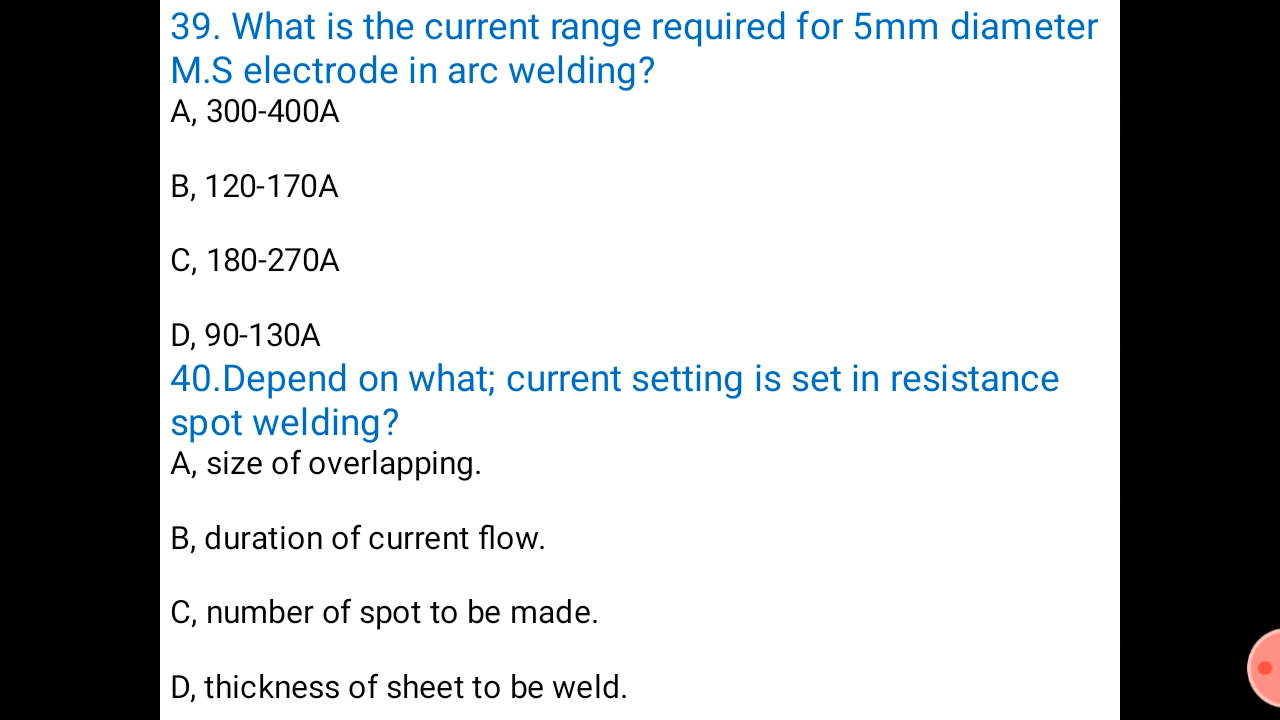 39. What is the current range required for 5mm diameter
M.S electrode in arc welding?
A, 300-400A
B, 120-170A
C, 180-270A
D, 90-130A
40.Depend on what; current setting is set in resistance
spot welding?
A, size of overlapping.
B, duration of current flow.
C, number of spot to be made.
D, thickness of sheet to be weld.